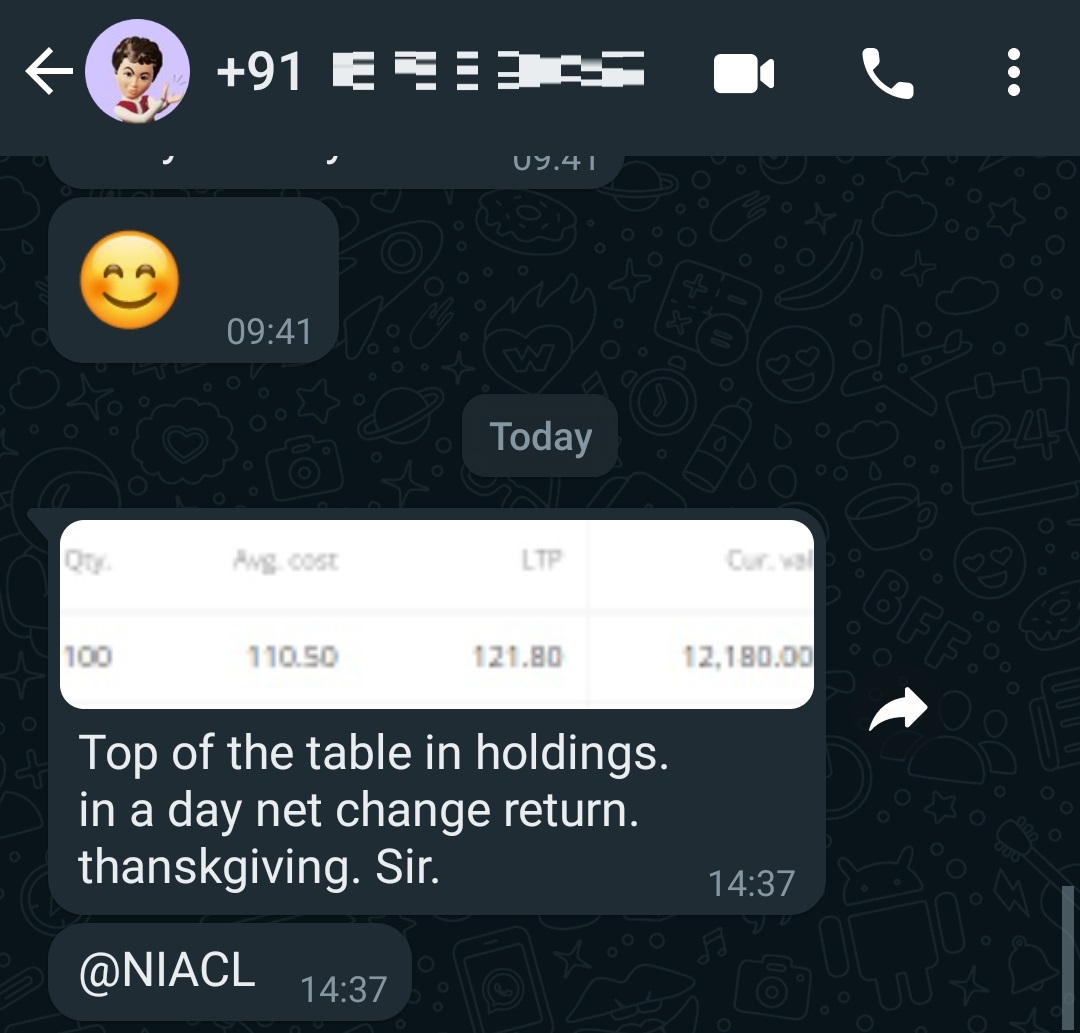 +91
09:41
09:41
Today
Qty. Avg. cost LTP Cur. val
100 110.50 121.80 12,180.00
Top of the table in holdings.
in a day net change return.
thanskgiving. Sir.
14:37
@NIACL 14:37